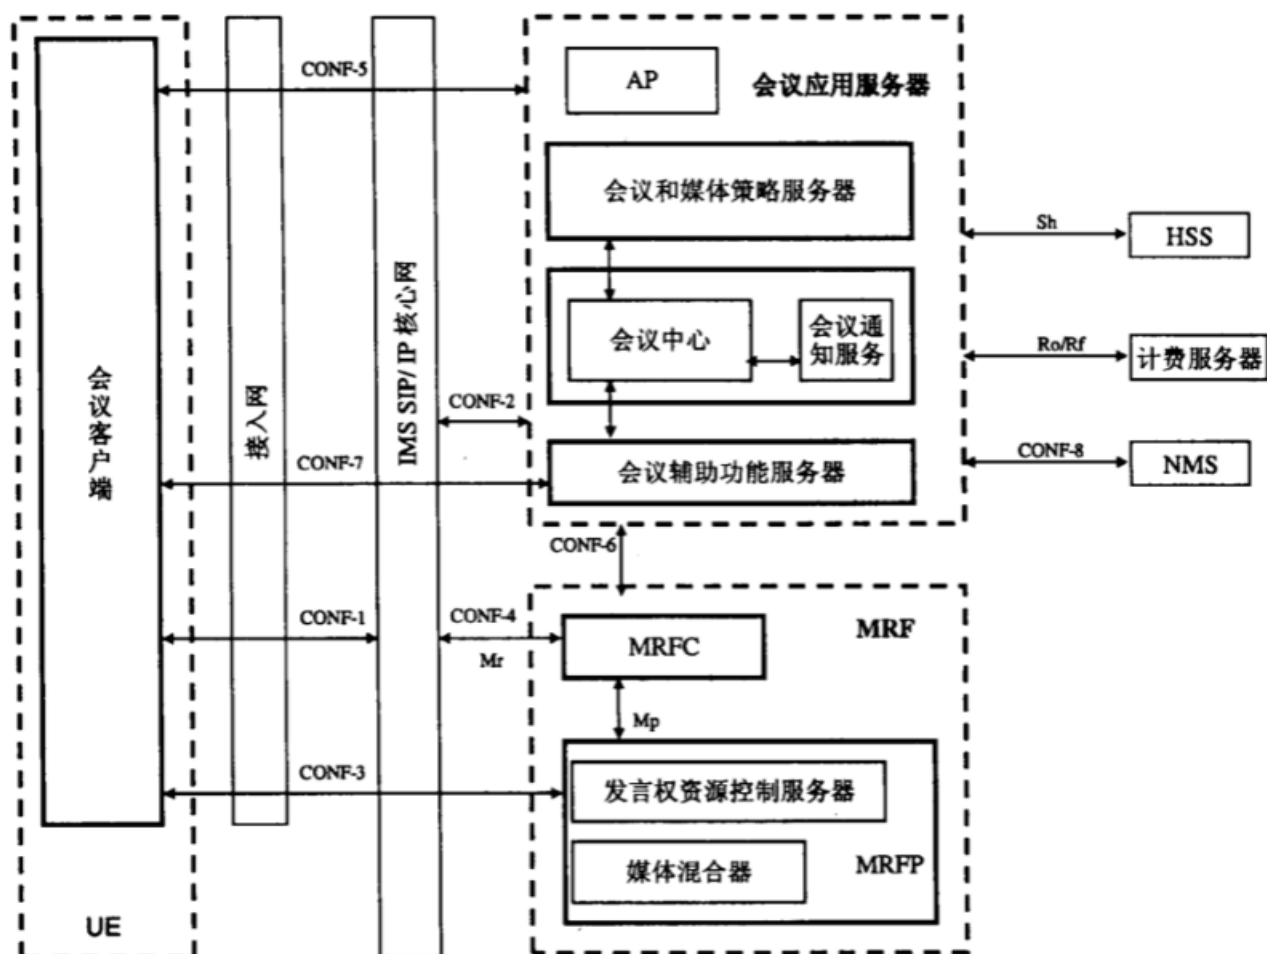 CONF-5
AP
会议应用服务器
会议和媒体策略服务器
Sh
HSS
会议中心
会议通
知服务
Ro/Rf
计费服务器
会议客户端
接入网
IMS SIP/ IP 核心网
CONF-2
CONF-7
会议辅助功能服务器
CONF-8
NMS
CONF-6
CONF-1
CONF-4
Mr
MRFC
MRF
Mp
CONF-3
发言权资源控制服务器
媒体混合器
MRFP
UE